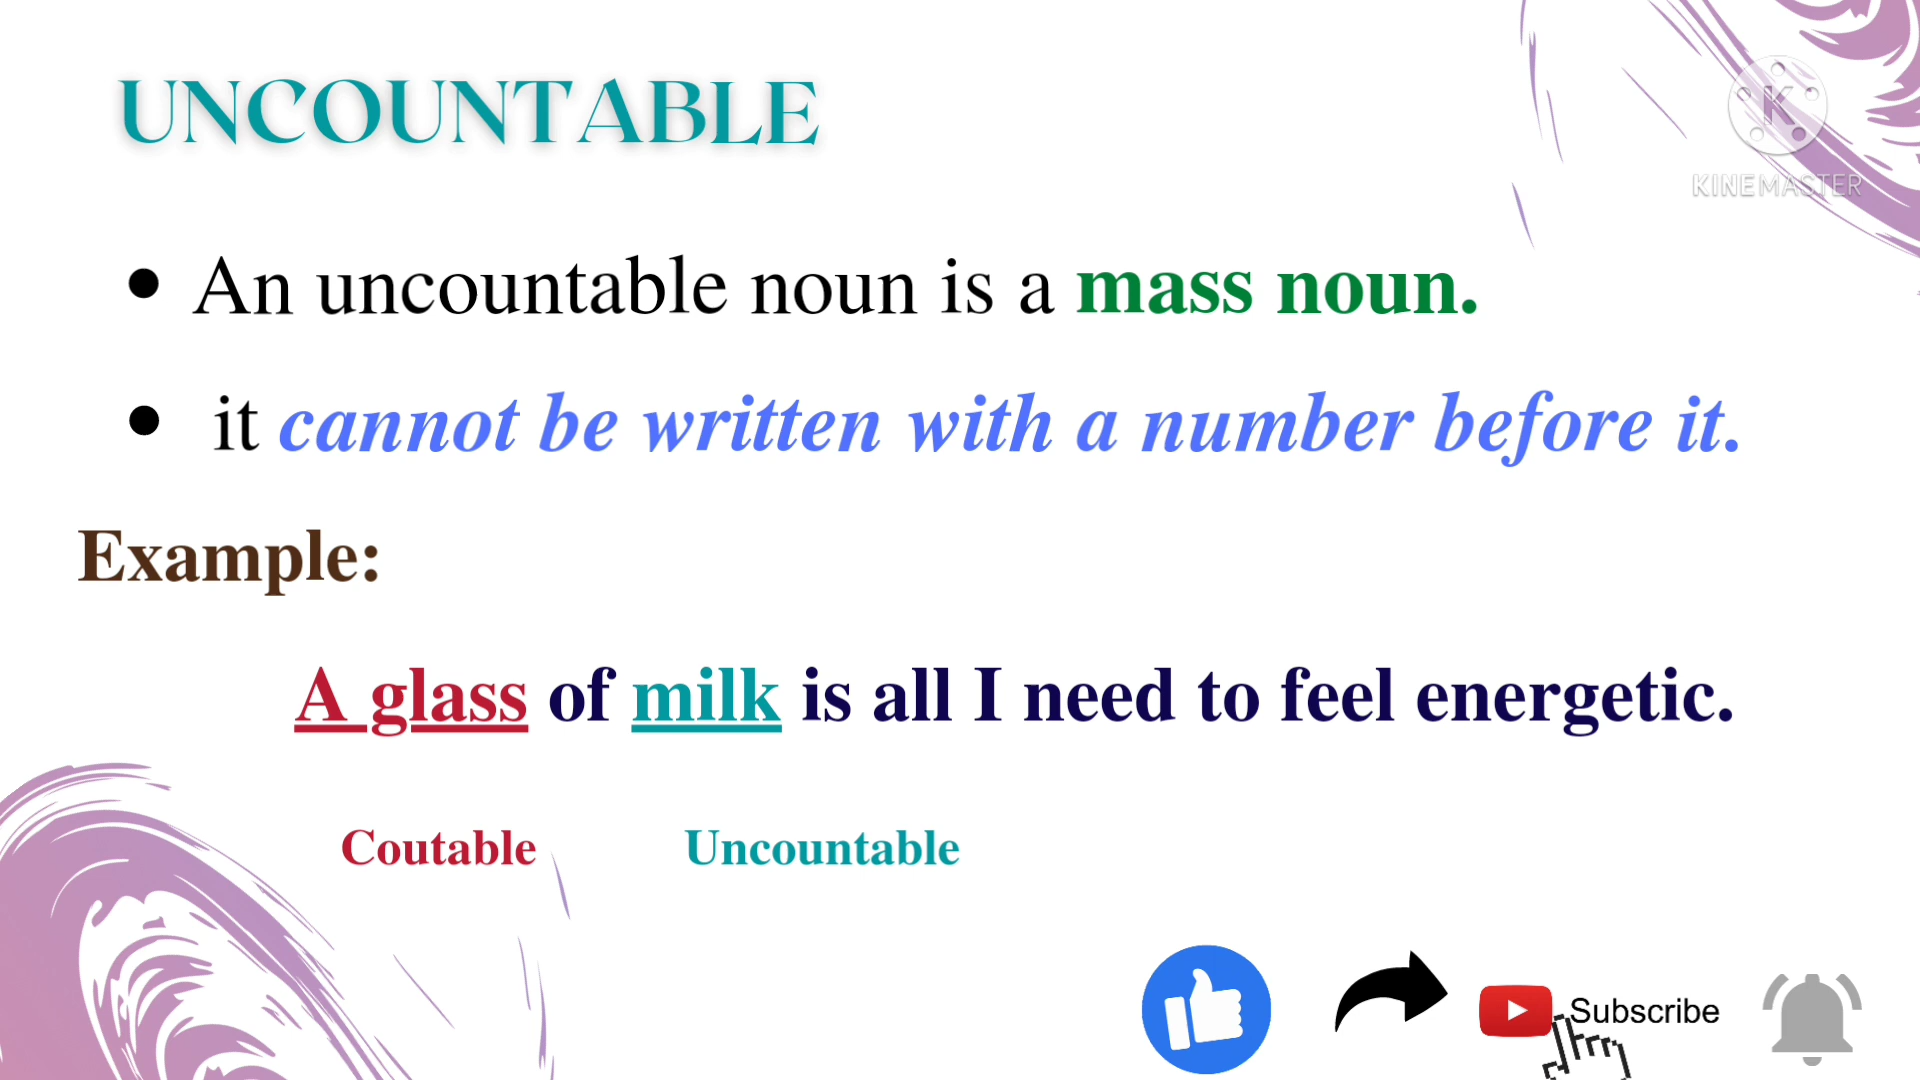 UNCOUNTABLE
K
KINEMASTER
• An uncountable noun is a mass noun.
• it cannot be written with a number before it.
Example:
A glass of milk is all I need to feel energetic.
Coutable Uncountable
Subscribe